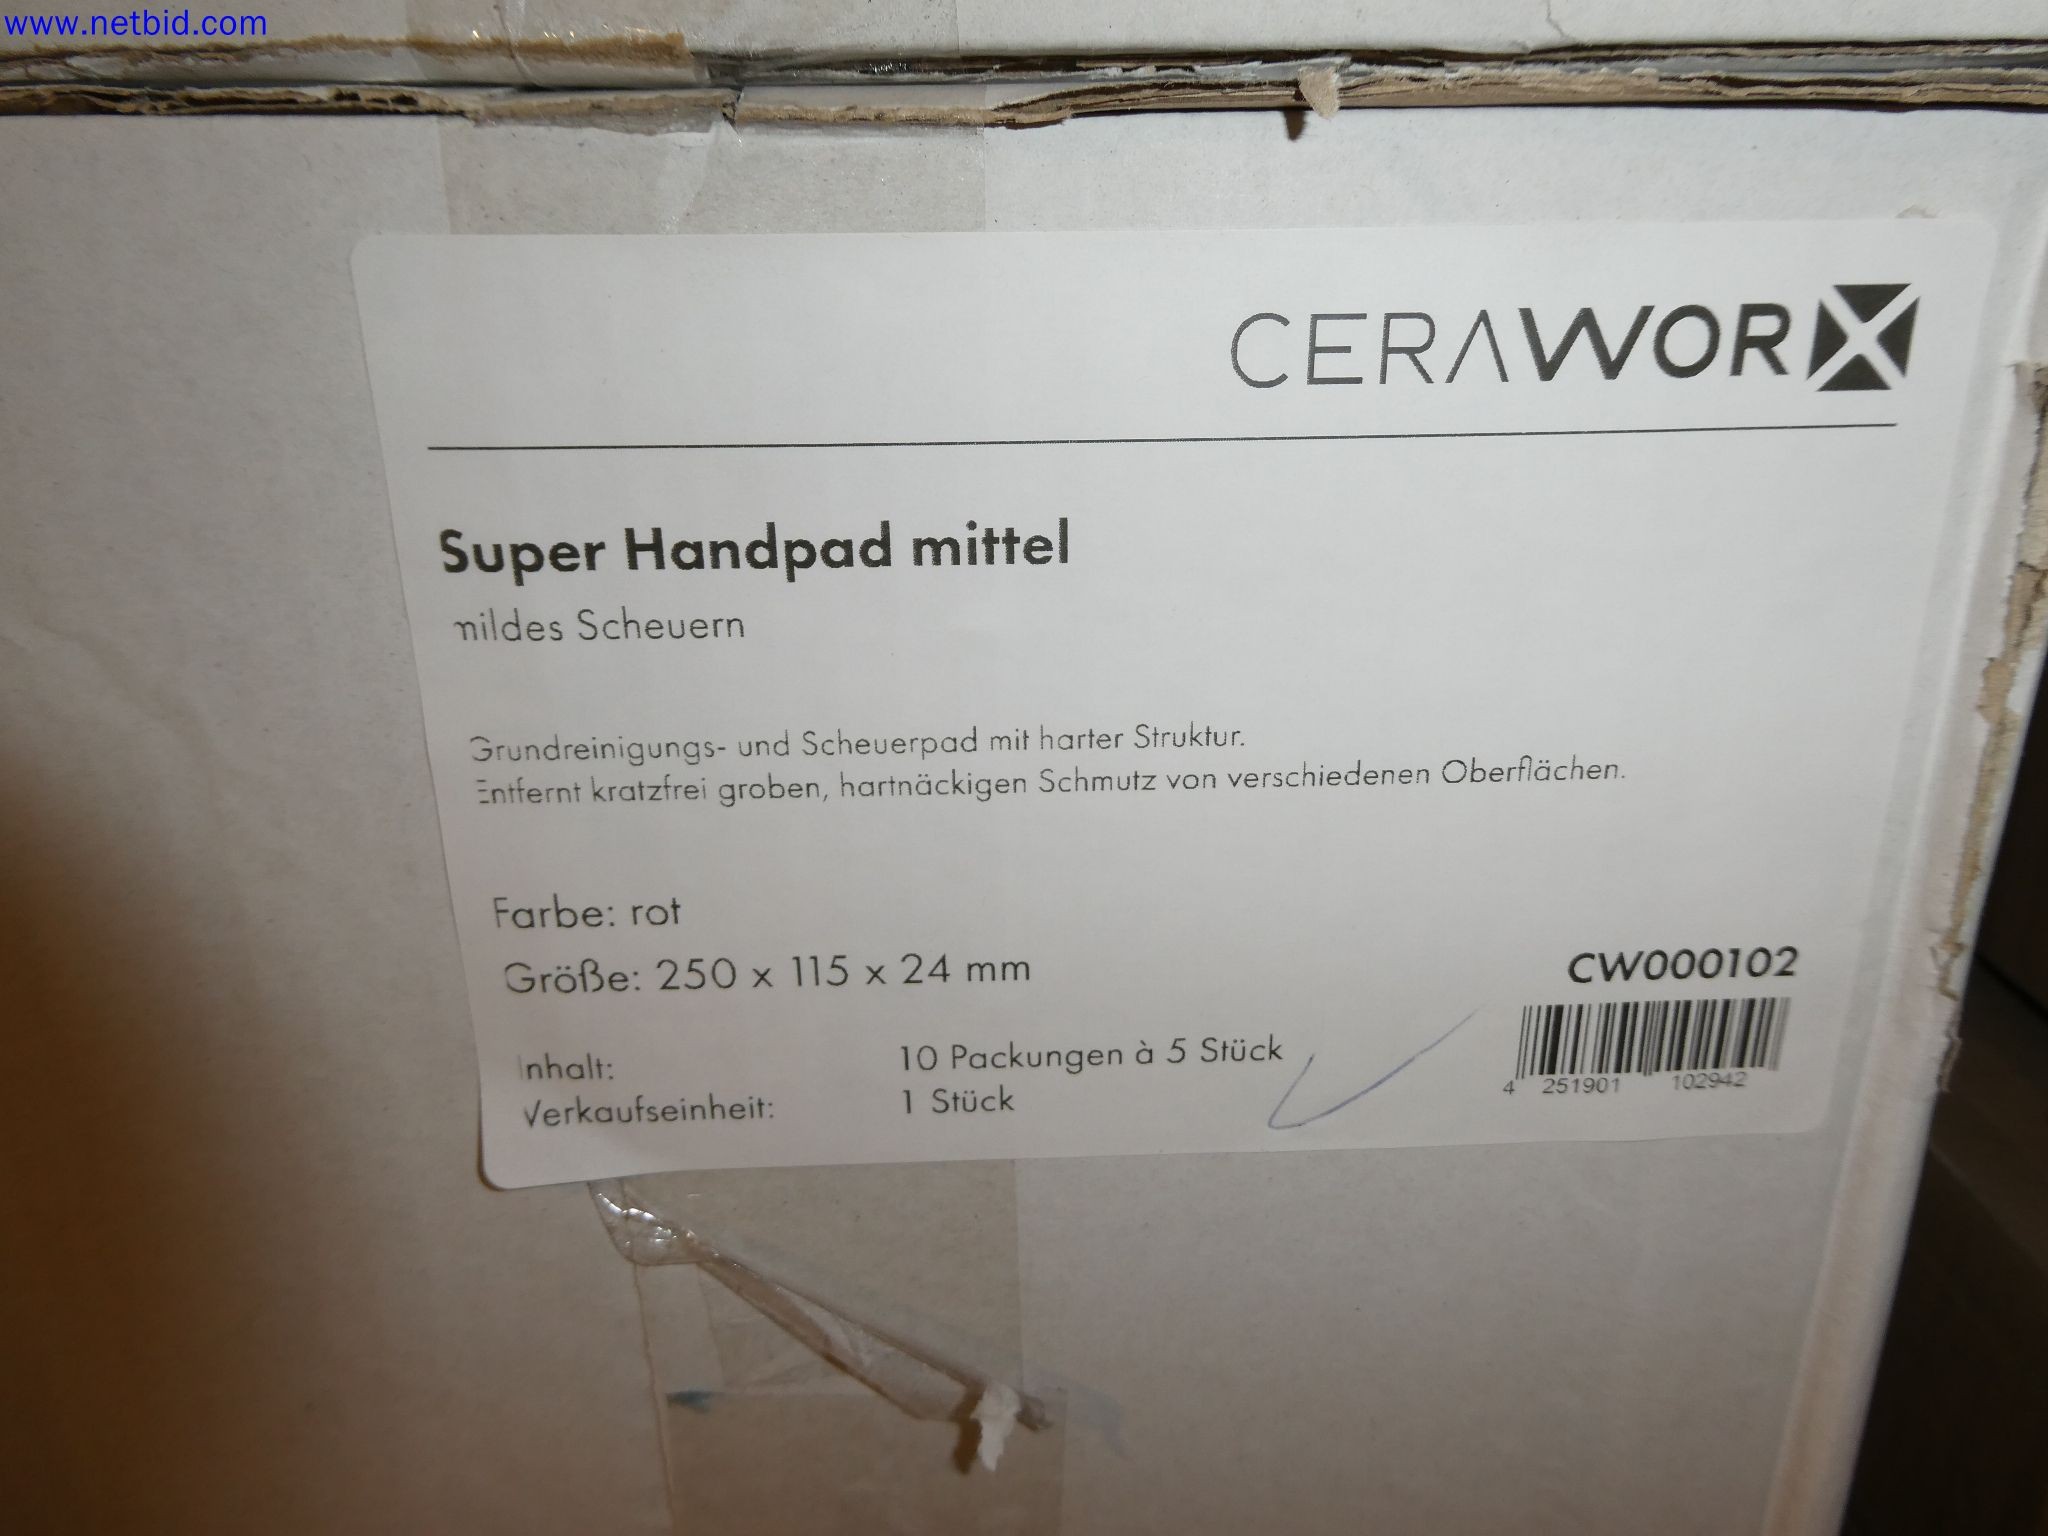 www.netbid.com
CERAWORX
Super Handpad mittel
mildes Scheuern
Grundreinigungs- und Scheuerpad mit harter Struktur.
Entfernt kratzfrei groben, hartnäckigen Schmutz von verschiedenen Oberflächen.
Farbe: rot
Größe: 250 x 115 x 24 mm
CW000102
Inhalt: 10 Packungen à 5 Stück
Verkaufseinheit: 1 Stück
4 251901 102942